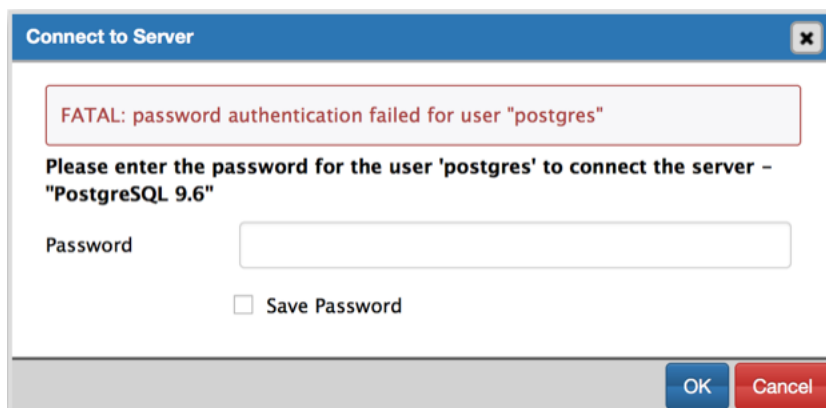 Connect to Server
FATAL: password authentication failed for user "postgres"
Please enter the password for the user 'postgres' to connect the server –
"PostgreSQL 9.6"
Password
Save Password
OK
Cancel